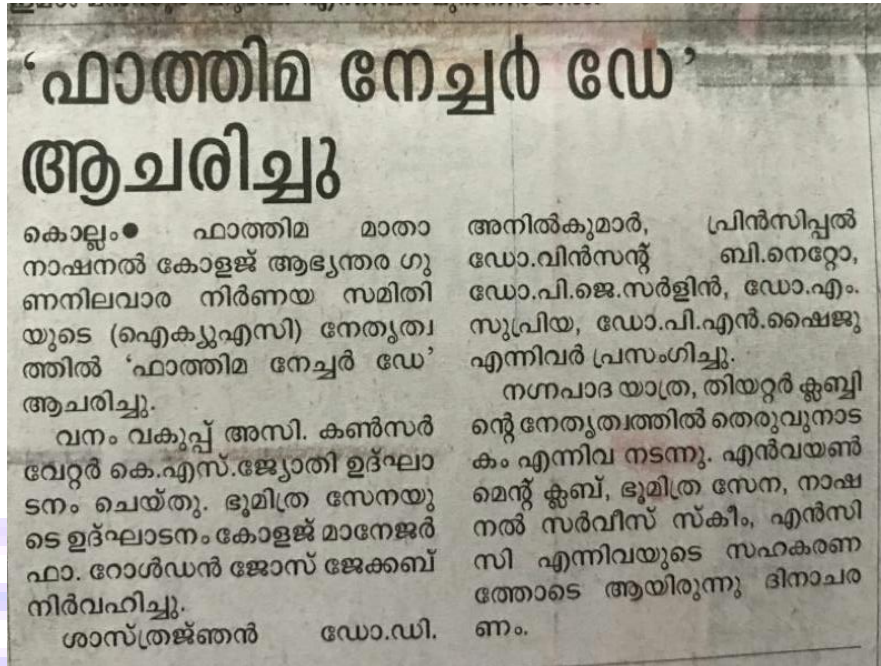 ‘ഫാത്തിമ നേച്ചർ ഡേ’
ആചരിച്ചു
കൊല്ലം● ഫാത്തിമ മാതാ
നാഷനൽ കോളജ് ആഭ്യന്തര ഗു
ണനിലവാര നിർണയ സമിതി
യുടെ (ഐക്യുഎസി) നേതൃത്വ
ത്തിൽ ‘ഫാത്തിമ നേച്ചർ ഡേ’
ആചരിച്ചു.
വനം വകുപ്പ് അസി. കൺസർ
വേറ്റർ കെ.എസ്.ജ്യോതി ഉദ്ഘാ
ടനം ചെയ്തു. ഭൂമിത്ര സേനയു
ടെ ഉദ്ഘാടനം കോളജ് മാനേജർ
ഫാ. റോൾഡൻ ജോസ് ജേക്കബ്
നിർവഹിച്ചു.
ശാസ്ത്രജ്ഞൻ ഡോ.ഡി.
അനിൽകുമാർ, പ്രിൻസിപ്പൽ
ഡോ.വിൻസന്റ് ബി.നെറ്റോ,
ഡോ.പി.ജെ.സർളിൻ, ഡോ.എം.
സുപ്രിയ, ഡോ.പി.എൻ.ഷൈജു
എന്നിവർ പ്രസംഗിച്ചു.
നഗ്നപാദ യാത്ര, തിയറ്റർ ക്ലബ്ബി
ന്റെ നേതൃത്വത്തിൽ തെരുവുനാട
കം എന്നിവ നടന്നു. എൻവയൺ
മെന്റ് ക്ലബ്, ഭൂമിത്ര സേന, നാഷ
നൽ സർവീസ് സ്കീം, എൻസി
സി എന്നിവയുടെ സഹകരണ
ത്തോടെ ആയിരുന്നു ദിനാചര
ണം.